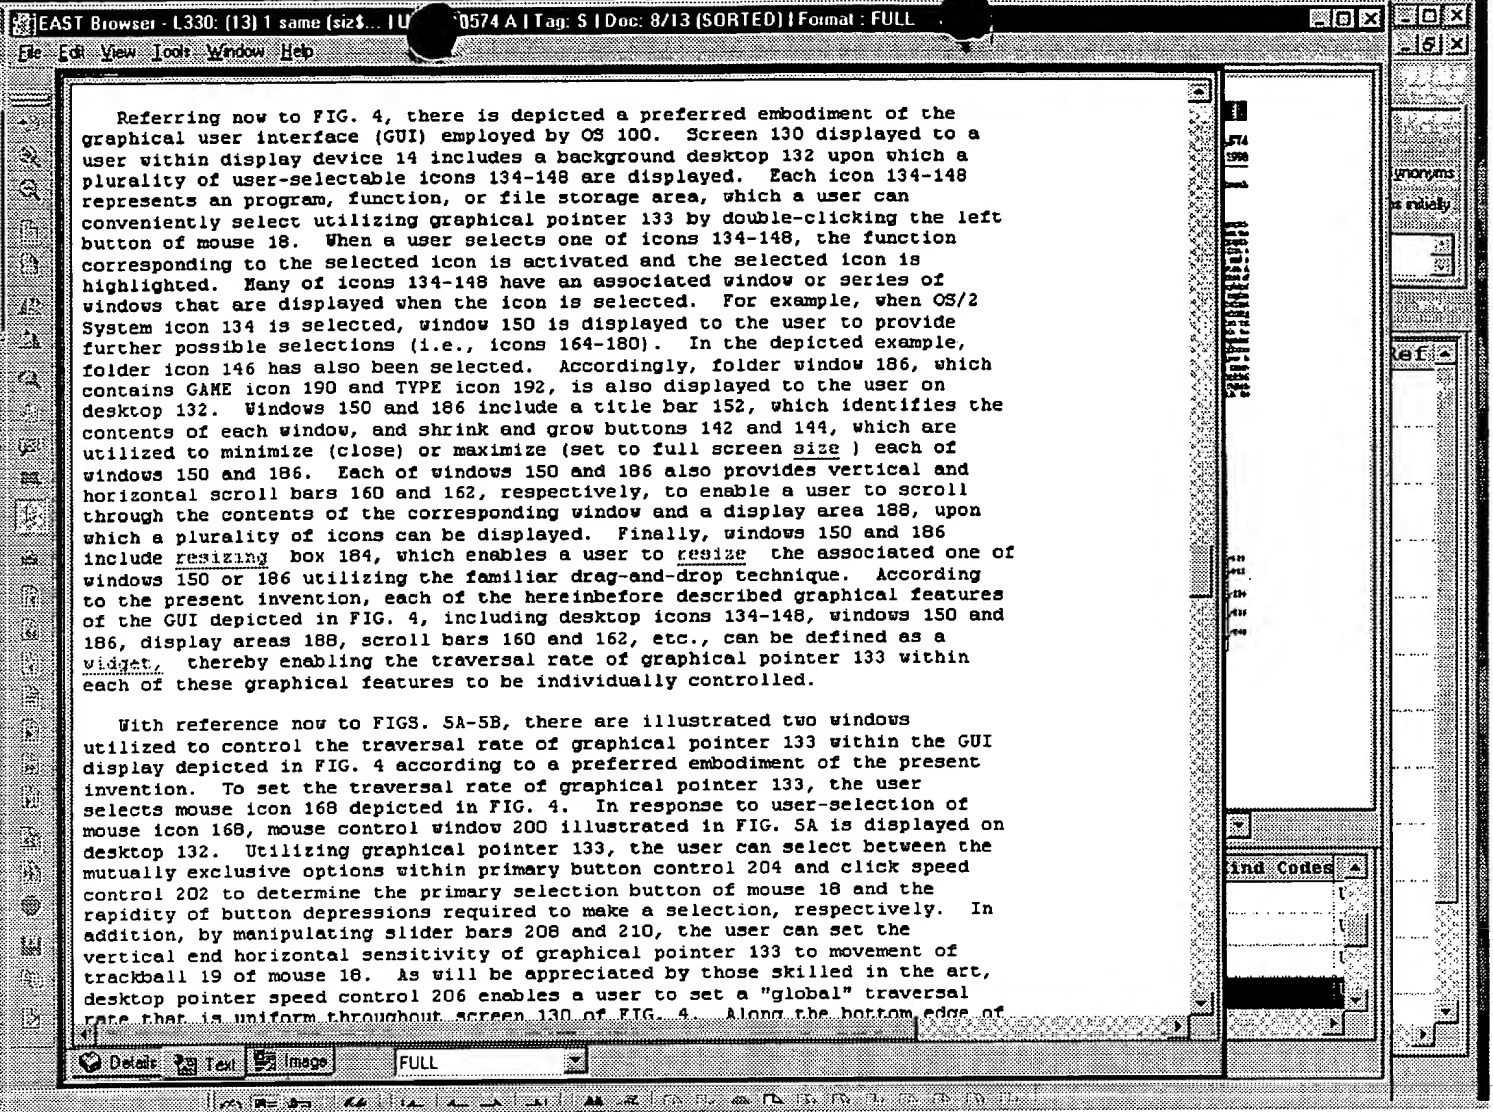 EAST Browser - L330: (13) 1 same (siz$... | U 0574 A | Tag: S | Doc: 8/13 (SORTED) | Format : FULL
File Edit View Tools Window Help
Referring now to FIG. 4, there is depicted a preferred embodiment of the
graphical user interface (GUI) employed by OS 100. Screen 130 displayed to a
user within display device 14 includes a background desktop 132 upon which a
plurality of user-selectable icons 134-148 are displayed. Each icon 134-148
represents an program, function, or file storage area, which a user can
conveniently select utilizing graphical pointer 133 by double-clicking the left
button of mouse 18. When a user selects one of icons 134-148, the function
corresponding to the selected icon is activated and the selected icon is
highlighted. Many of icons 134-148 have an associated window or series of
windows that are displayed when the icon is selected. For example, when OS/2
System icon 134 is selected, window 150 is displayed to the user to provide
further possible selections (i.e., icons 164-180). In the depicted example,
folder icon 146 has also been selected. Accordingly, folder window 186, which
contains GAME icon 190 and TYPE icon 192, is also displayed to the user on
desktop 132. Windows 150 and 186 include a title bar 152, which identifies the
contents of each window, and shrink and grow buttons 142 and 144, which are
utilized to minimize (close) or maximize (set to full screen size ) each of
windows 150 and 186. Each of windows 150 and 186 also provides vertical and
horizontal scroll bars 160 and 162, respectively, to enable a user to scroll
through the contents of the corresponding window and a display area 188, upon
which a plurality of icons can be displayed. Finally, windows 150 and 186
include resizing box 184, which enables a user to resize the associated one of
windows 150 or 186 utilizing the familiar drag-and-drop technique. According
to the present invention, each of the hereinbefore described graphical features
of the GUI depicted in FIG. 4, including desktop icons 134-148, windows 150 and
186, display areas 188, scroll bars 160 and 162, etc., can be defined as a
widget, thereby enabling the traversal rate of graphical pointer 133 within
each of these graphical features to be individually controlled.
With reference now to FIGS. 5A-5B, there are illustrated two windows
utilized to control the traversal rate of graphical pointer 133 within the GUI
display depicted in FIG. 4 according to a preferred embodiment of the present
invention. To set the traversal rate of graphical pointer 133, the user
selects mouse icon 168 depicted in FIG. 4. In response to user-selection of
mouse icon 168, mouse control window 200 illustrated in FIG. 5A is displayed on
desktop 132. Utilizing graphical pointer 133, the user can select between the
mutually exclusive options within primary button control 204 and click speed
control 202 to determine the primary selection button of mouse 18 and the
rapidity of button depressions required to make a selection, respectively. In
addition, by manipulating slider bars 208 and 210, the user can set the
vertical end horizontal sensitivity of graphical pointer 133 to movement of
trackball 19 of mouse 18. As will be appreciated by those skilled in the art,
desktop pointer speed control 206 enables a user to set a "global" traversal
rate that is uniform throughout screen 130 of FIG. 4. Along the bottom edge of
Details Text Image FULL
,574
1998
ynonyms
s initially
Ref
Kind Codes